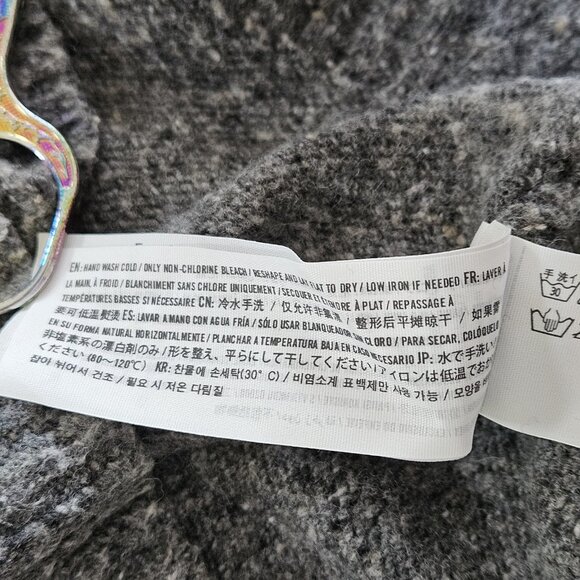 EN: HAND WASH COLD / ONLY NON-CHLORINE BLEACH / RESHAPE AND LAY FLAT TO DRY / LOW IRON IF NEEDED FR: LAVER À
LA MAIN, À FROID / BLANCHIMENT SANS CHLORE UNIQUEMENT / SECOUER ET ÉTENDRE À PLAT / REPASSAGE À
TEMPÉRATURES BASSES SI NÉCESSAIRE CN: 冷水手洗 / 仅允许非氯漂 / 整形后平摊晾干 / 如果需
要可低温熨烫 ES: LAVAR A MANO CON AGUA FRÍA / SÓLO USAR BLANQUEADOR SIN CLORO / PARA SECAR, COLÓQUELO
EN SU FORMA NATURAL HORIZONTALMENTE / PLANCHAR A TEMPERATURA BAJA EN CASO NECESARIO JP: 水で手洗い
非塩素系の漂白剤のみ / 形を整え、平らにして干してください / アイロンは低温でお
ください (80~120℃) KR: 찬물에 손세탁(30° C) / 비염소계 표백제만 사용 가능 / 모양을
잡아 뉘어서 건조 / 필요시 저온 다림질
手洗イ
30